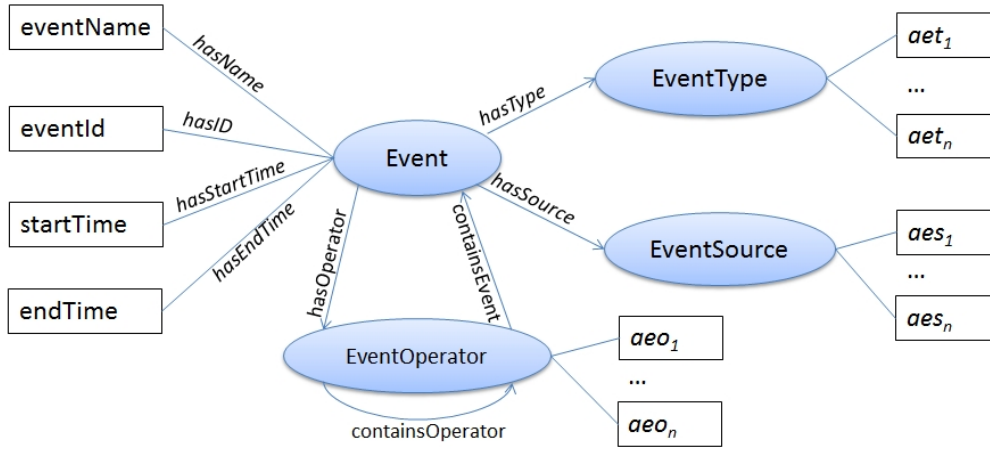 eventName
hasName
aet1
EventType
...
hasType
eventId
hasID
aetn
Event
hasStartTime
hasSource
startTime
aes1
hasEndTime
containsEvent
EventSource
hasOperator
...
endTime
aesn
aeo1
EventOperator
...
aeon
containsOperator